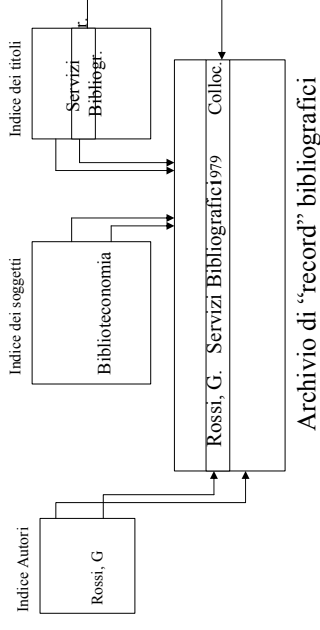 Indice Autori
Rossi, G
Indice dei soggetti
Biblioteconomia
Indice dei titoli
r.
Servizi
Bibliogr.
Rossi, G. Servizi Bibliografici 1979 Colloc.
Archivio di “record” bibliografici